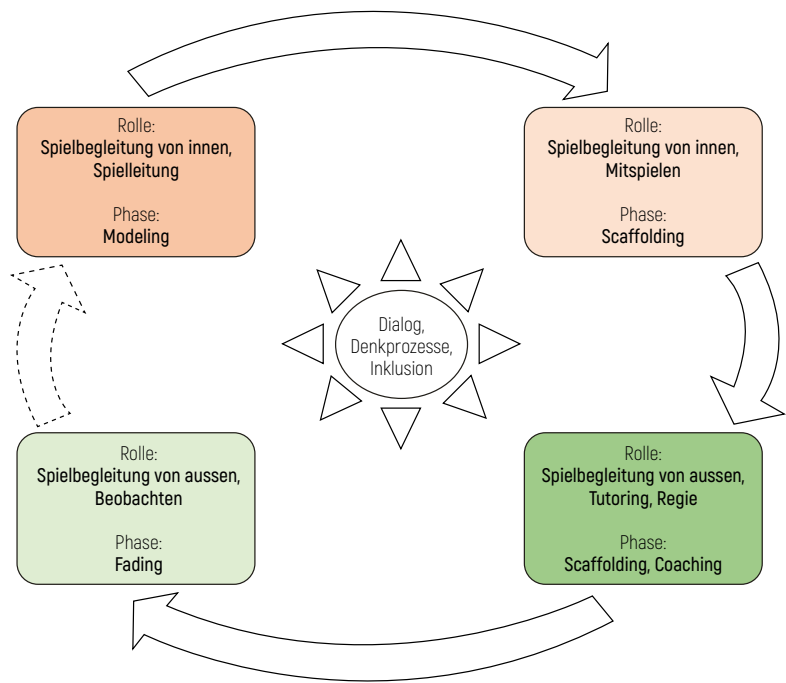 Rolle:
Spielbegleitung von innen,
Spielleitung
Phase:
Modeling
Rolle:
Spielbegleitung von innen,
Mitspielen
Phase:
Scaffolding
Dialog,
Denkprozesse,
Inklusion
Rolle:
Spielbegleitung von aussen,
Beobachten
Phase:
Fading
Rolle:
Spielbegleitung von aussen,
Tutoring, Regie
Phase:
Scaffolding, Coaching